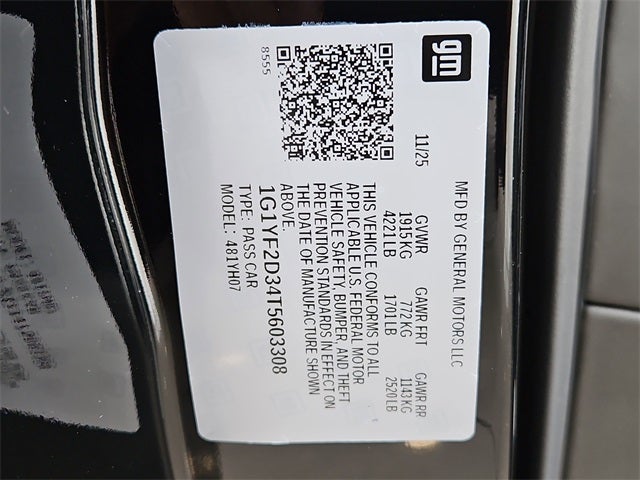 gm
MFD BY GENERAL MOTORS LLC
11/25 GVWR GAWR FRT GAWR RR
1915KG 772KG 1143KG
4221LB 1701LB 2520LB
THIS VEHICLE CONFORMS TO ALL
APPLICABLE U.S. FEDERAL MOTOR
VEHICLE SAFETY, BUMPER, AND THEFT
PREVENTION STANDARDS IN EFFECT ON
THE DATE OF MANUFACTURE SHOWN
ABOVE.
1G1YF2D34T5603308
TYPE: PASS CAR
MODEL: 481YH07
8555